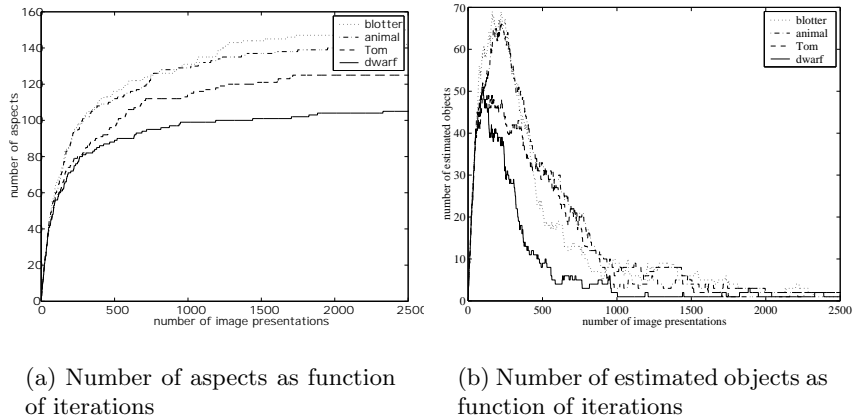 160
140
120
100
80
60
40
20
0
number of aspects
0 500 1000 1500 2000 2500
number of image presentations
blotter
animal
Tom
dwarf
70
60
50
40
30
20
10
0
number of estimated objects
0 500 1000 1500 2000 2500
number of image presentations
blotter
animal
Tom
dwarf
(a) Number of aspects as function
of iterations
(b) Number of estimated objects as
function of iterations